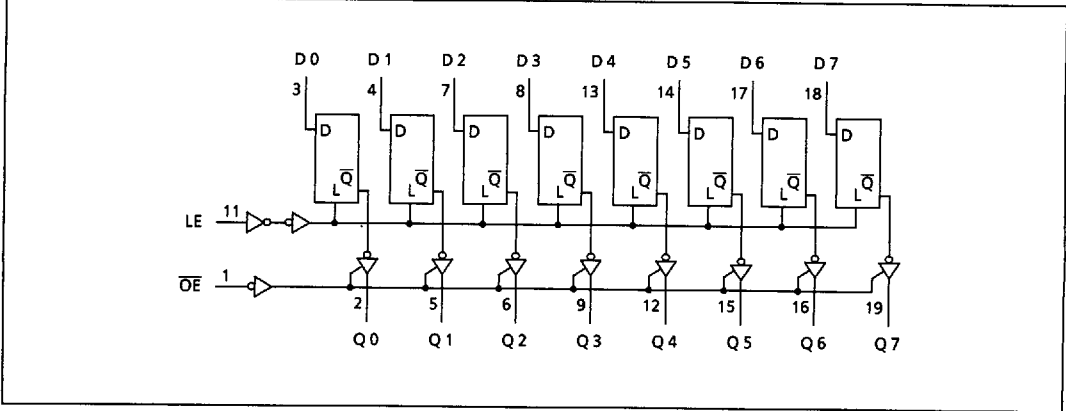 D0 D1 D2 D3 D4 D5 D6 D7
3 4 7 8 13 14 17 18
D D D D D D D D
Q̅ Q̅ Q̅ Q̅ Q̅ Q̅ Q̅ Q̅
L L L L L L L L
LE 11
O̅E̅ 1
2 5 6 9 12 15 16 19
Q0 Q1 Q2 Q3 Q4 Q5 Q6 Q7